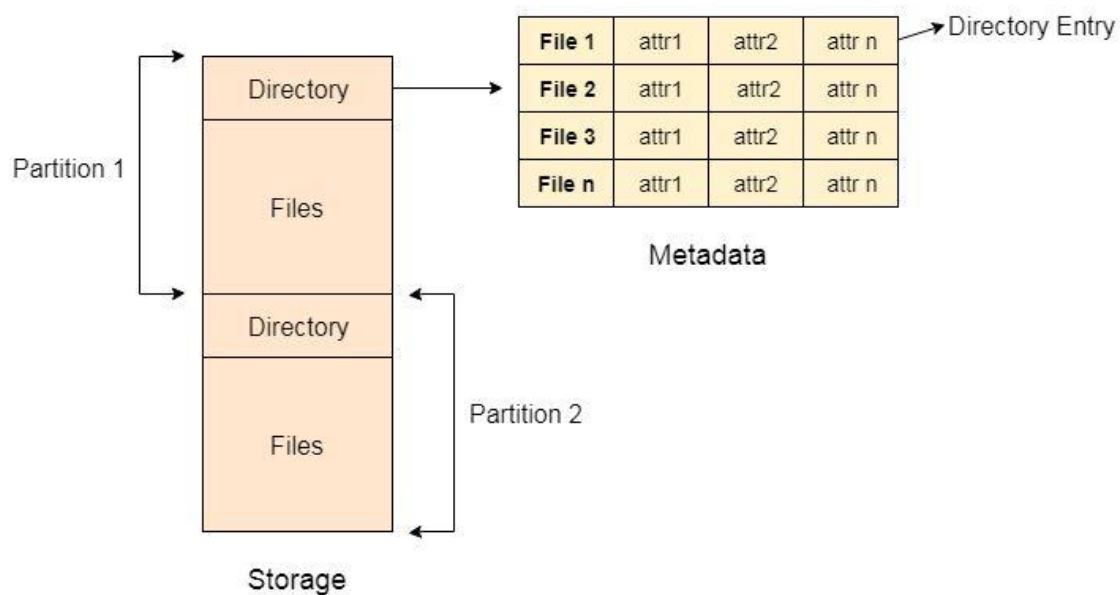 File 1 attr1 attr2 attr n
Directory Entry
File 2 attr1 attr2 attr n
File 3 attr1 attr2 attr n
File n attr1 attr2 attr n
Metadata
Directory
Partition 1
Files
Directory
Partition 2
Files
Storage